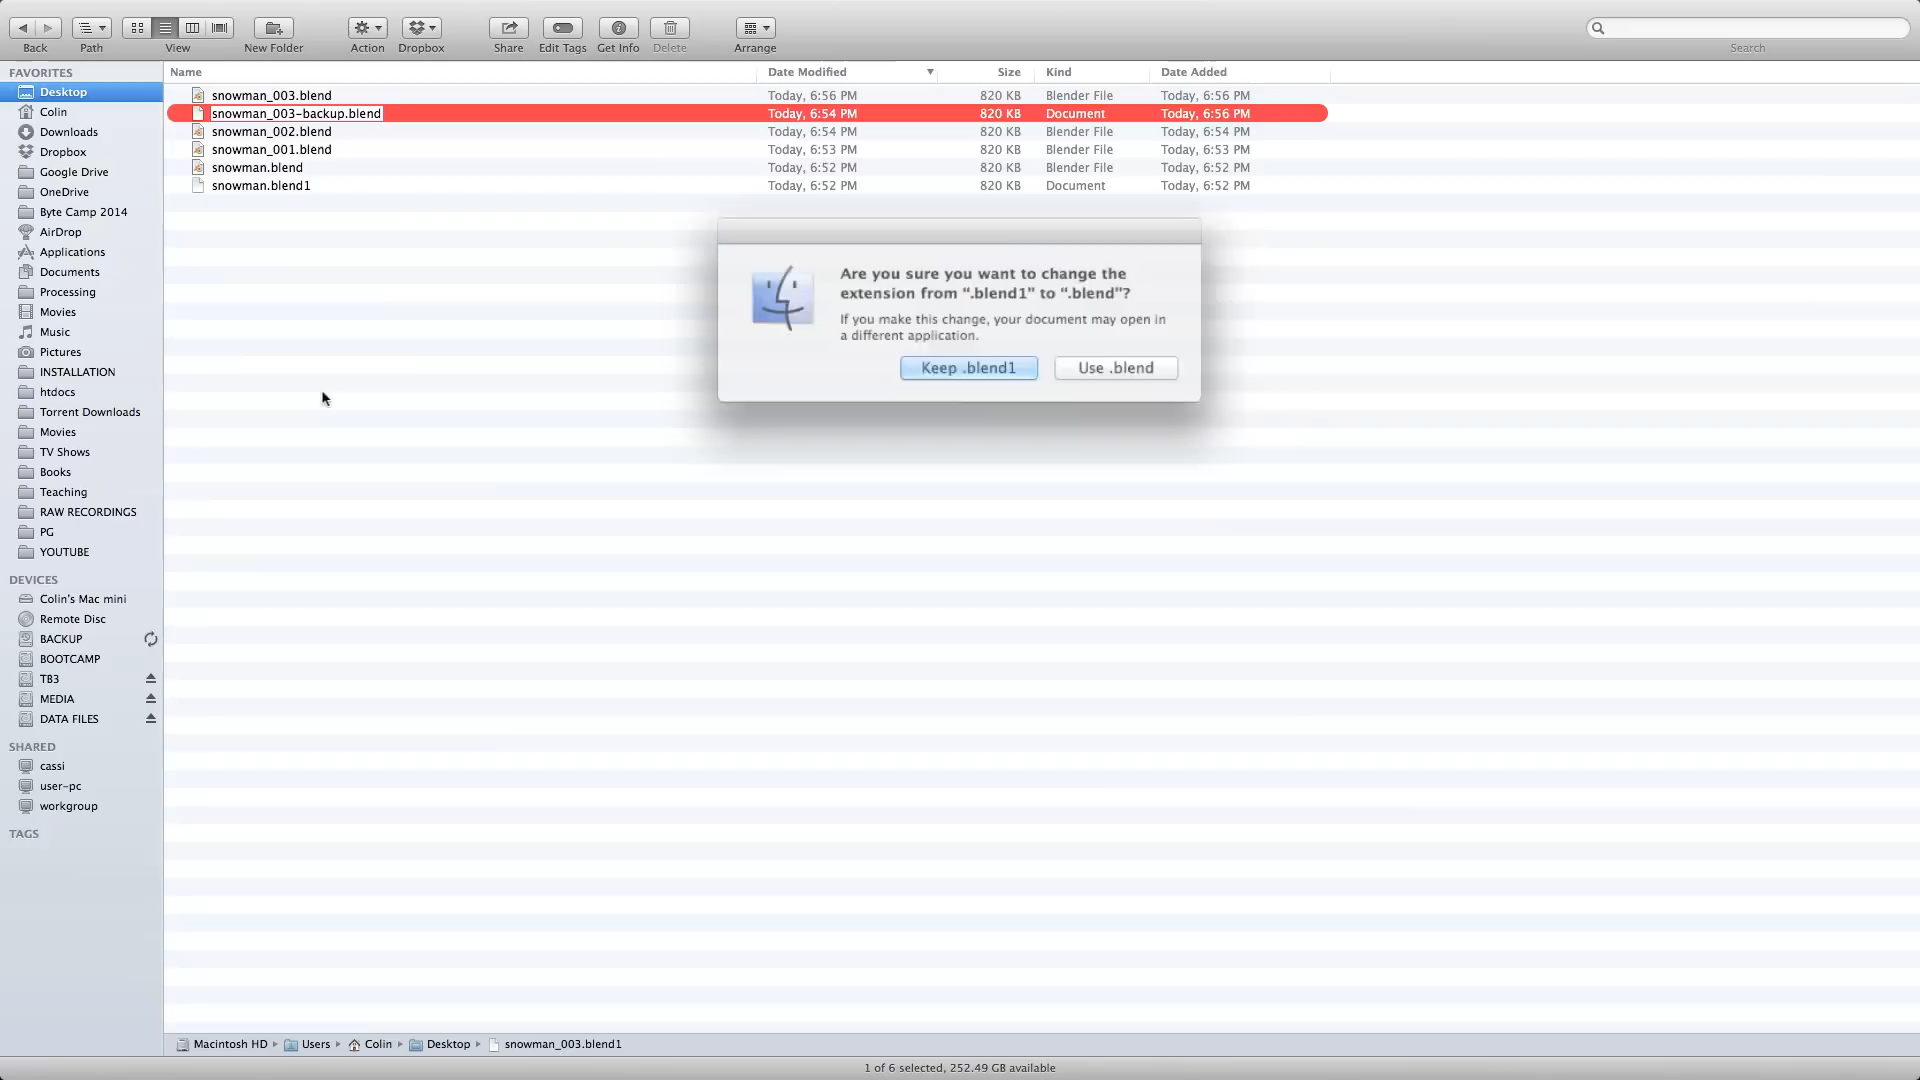 Back Path View New Folder Action Dropbox Share Edit Tags Get Info Delete Arrange Search
FAVORITES
Desktop
Colin
Downloads
Dropbox
Google Drive
OneDrive
Byte Camp 2014
AirDrop
Applications
Documents
Processing
Movies
Music
Pictures
INSTALLATION
htdocs
Torrent Downloads
Movies
TV Shows
Books
Teaching
RAW RECORDINGS
PG
YOUTUBE
DEVICES
Colin's Mac mini
Remote Disc
BACKUP
BOOTCAMP
TB3
MEDIA
DATA FILES
SHARED
cassi
user-pc
workgroup
TAGS
Name Date Modified Size Kind Date Added
snowman_003.blend Today, 6:56 PM 820 KB Blender File Today, 6:56 PM
snowman_003-backup.blend Today, 6:54 PM 820 KB Document Today, 6:56 PM
snowman_002.blend Today, 6:54 PM 820 KB Blender File Today, 6:54 PM
snowman_001.blend Today, 6:53 PM 820 KB Blender File Today, 6:53 PM
snowman.blend Today, 6:52 PM 820 KB Blender File Today, 6:52 PM
snowman.blend1 Today, 6:52 PM 820 KB Document Today, 6:52 PM
Are you sure you want to change the
extension from “.blend1” to “.blend”?
If you make this change, your document may open in
a different application.
Keep .blend1 Use .blend
Macintosh HD Users Colin Desktop snowman_003.blend1
1 of 6 selected, 252.49 GB available